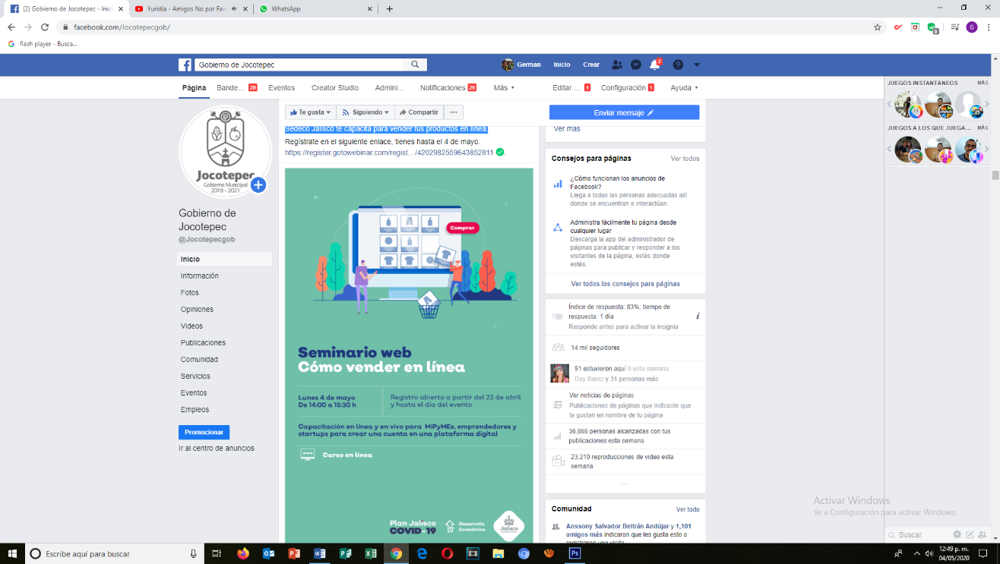 (2) Gobierno de Jocotepec - Inici
Yuridia - Amigos No por Fav
WhatsApp
facebook.com/Jocotepecgob/
G
flash player - Busca...
Gobierno de Jocotepec
German
Inicio
Crear
2
Página
Bande...
Eventos
Creator Studio
Admini...
Notificaciones
26
Más
Editar ...
1
Configuración
1
Ayuda
Te gusta
Siguiendo
Compartir
Enviar mensaje
JUEGOS INSTANTÁNEOS
MÁS
JUEGOS A LOS QUE JUEGA...
MÁS
Jocotepec
Gobierno Municipal
2018 - 2021
Gobierno de
Jocotepec
@Jocotepecgob
Inicio
Información
Fotos
Opiniones
Videos
Publicaciones
Comunidad
Servicios
Eventos
Empleos
Promocionar
Ir al centro de anuncios
Sedeco Jalisco te capacita para vender tus productos en línea.
Regístrate en el siguiente enlace, tienes hasta el 4 de mayo.
https://register.gotowebinar.com/regist.../4202982559643852811
Comprar
Seminario web
Cómo vender en línea
Lunes 4 de mayo
De 14:00 a 15:30 h
Registro abierto a partir del 23 de abril
y hasta el día del evento
Capacitación en línea y en vivo para MiPyMEs, emprendedores y
startups para crear una cuenta en una plataforma digital
www
Curso en línea
Plan Jalisco
COVID-19
Desarrollo
Económico
Jalisco
Ver más
Consejos para páginas
Ver todos
¿Cómo funcionan los anuncios de
Facebook?
Llega a todas las personas adecuadas allí
donde se encuentran e interactúan.
Administra fácilmente tu página desde
cualquier lugar
Descarga la app del administrador de
páginas para publicar y responder a los
visitantes de la página, estés donde
estés.
Ver todos los consejos para páginas
Índice de respuesta: 83%; tiempo de
respuesta: 1 día
Responde antes para activar la insignia
14 mil seguidores
91 estuvieron aquí 0 esta semana
Day Barez y 31 personas más
Ver noticias de páginas
Publicaciones de páginas que indicaste que
te gustan en nombre de tu página
36,866 personas alcanzadas con tus
publicaciones esta semana
23,210 reproducciones de video esta
semana
Comunidad
Ver todo
Anssony Salvador Beltrán Andújar y 1,101
amigos más indicaron que les gusta esto o
registraron una visita
Activar Windows
Ve a Configuración para activar Windows.
Buscar
Escribe aquí para buscar
12:49 p. m.
04/05/2020